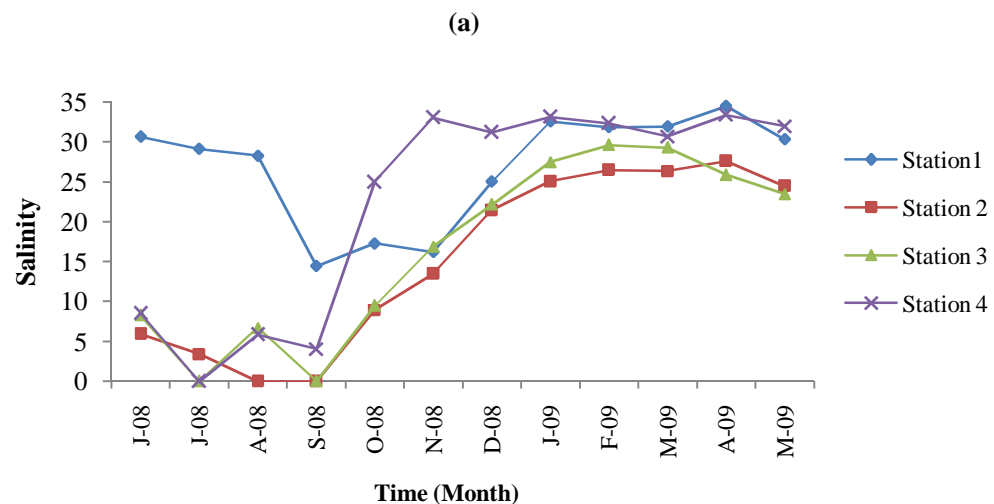 (a)
35
30
25
20
15
10
5
0
Salinity
J-08
J-08
A-08
S-08
O-08
N-08
D-08
J-09
F-09
M-09
A-09
M-09
Time (Month)
Station1
Station 2
Station 3
Station 4